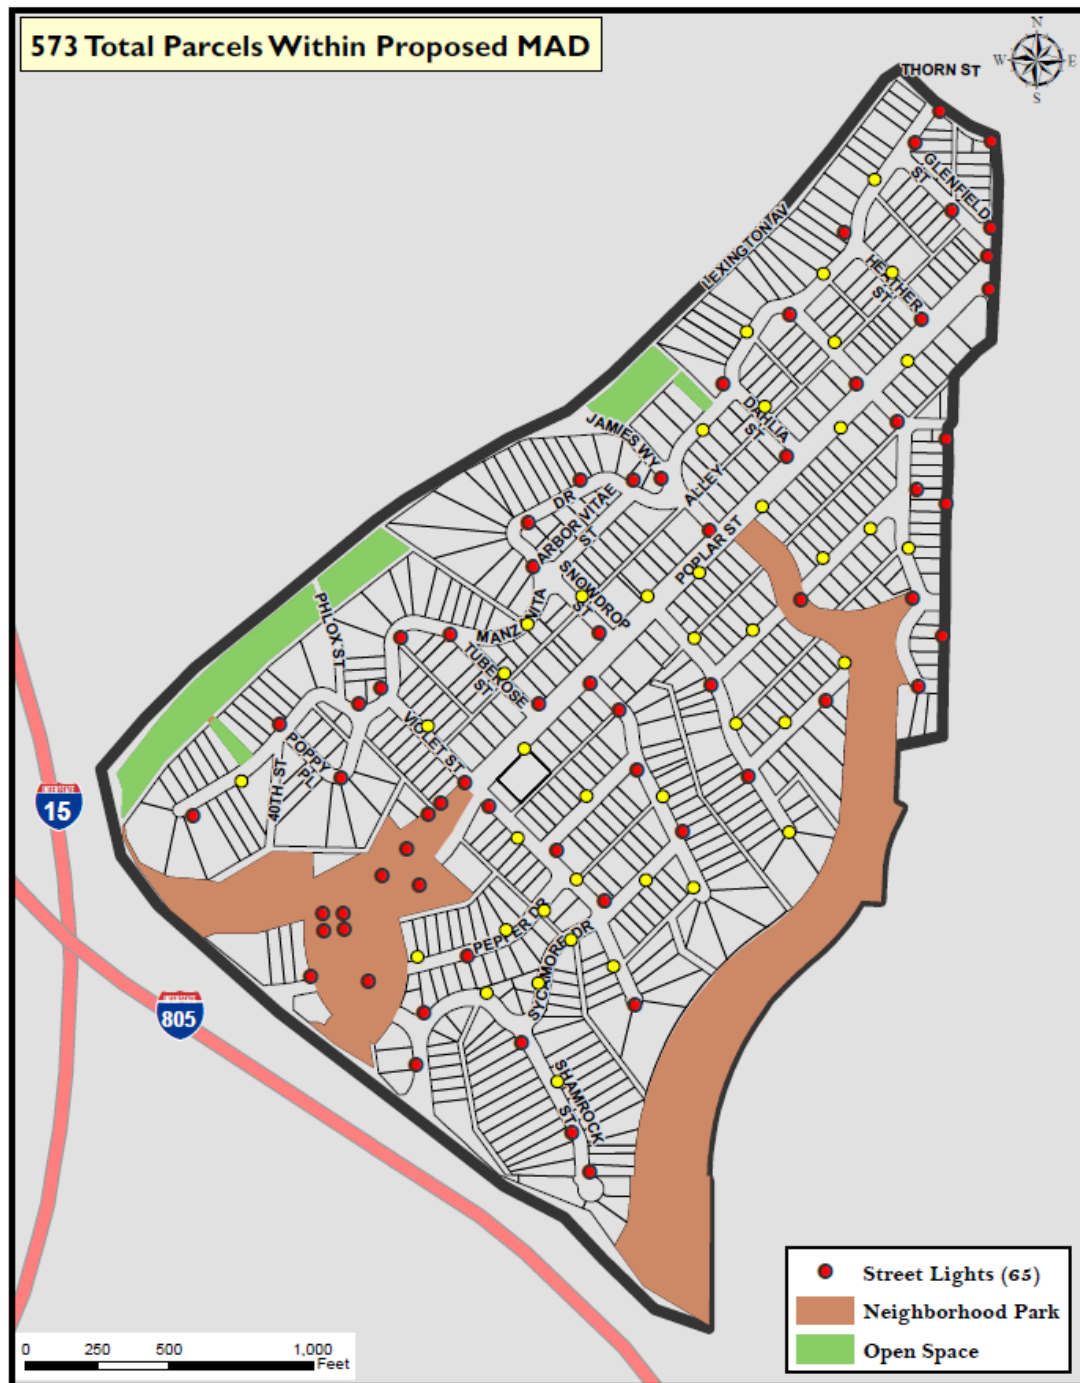 573 Total Parcels Within Proposed MAD
N
W E
S
THORN ST
GLENFIELD
ST
LEXINGTON AV
HEATHER
ST
DAHLIA
ST
JAMIES WY
ALLEY
DR
ARBOR VITAE
ST
POPLAR ST
SNOWDROP
ST
PHLOX ST
MANZANITA
TUBEROSE
ST
VIOLET ST
POPPY
PL
40TH ST
15
805
PEPPER DR
SYCAMORE DR
SHAMROCK
ST
Street Lights (65)
Neighborhood Park
Open Space
0 250 500 1,000
Feet